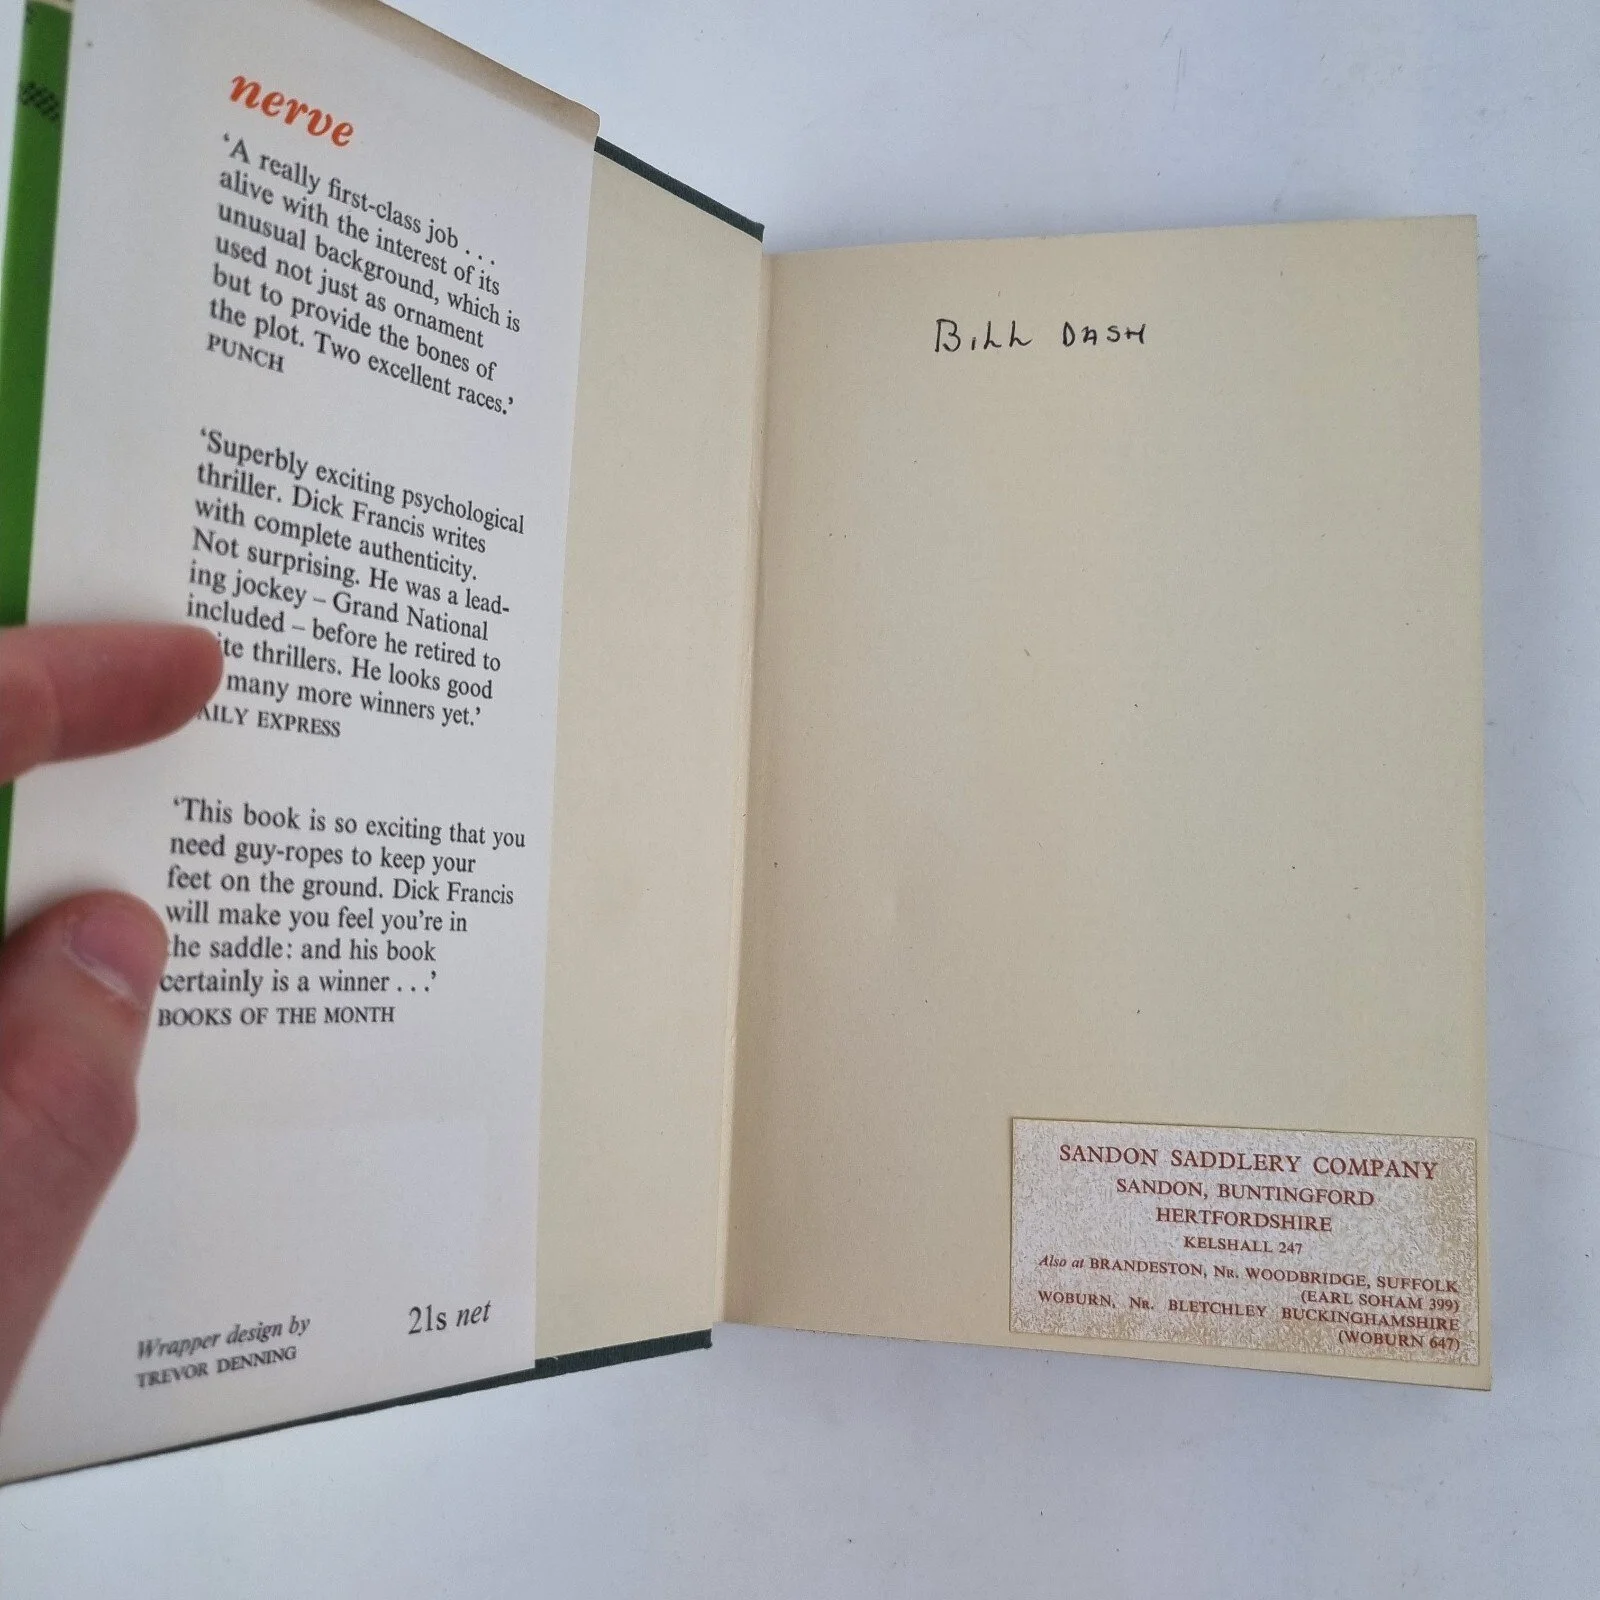 nerve
'A really first-class job . . .
alive with the interest of its
unusual background, which is
used not just as ornament
but to provide the bones of
the plot. Two excellent races.'
PUNCH
'Superbly exciting psychological
thriller. Dick Francis writes
with complete authenticity.
Not surprising. He was a lead-
ing jockey – Grand National
included – before he retired to
thrillers. He looks good
many more winners yet.'
EXPRESS
'This book is so exciting that you
need guy-ropes to keep your
feet on the ground. Dick Francis
will make you feel you're in
the saddle: and his book
certainly is a winner . . .'
BOOKS OF THE MONTH
Wrapper design by
TREVOR DENNING
21s net
BiLL DASH
SANDON SADDLERY COMPANY
SANDON, BUNTINGFORD
HERTFORDSHIRE
KELSHALL 247
Also at BRANDESTON, NR. WOODBRIDGE, SUFFOLK
(EARL SOHAM 399)
WOBURN, NR. BLETCHLEY BUCKINGHAMSHIRE
(WOBURN 647)